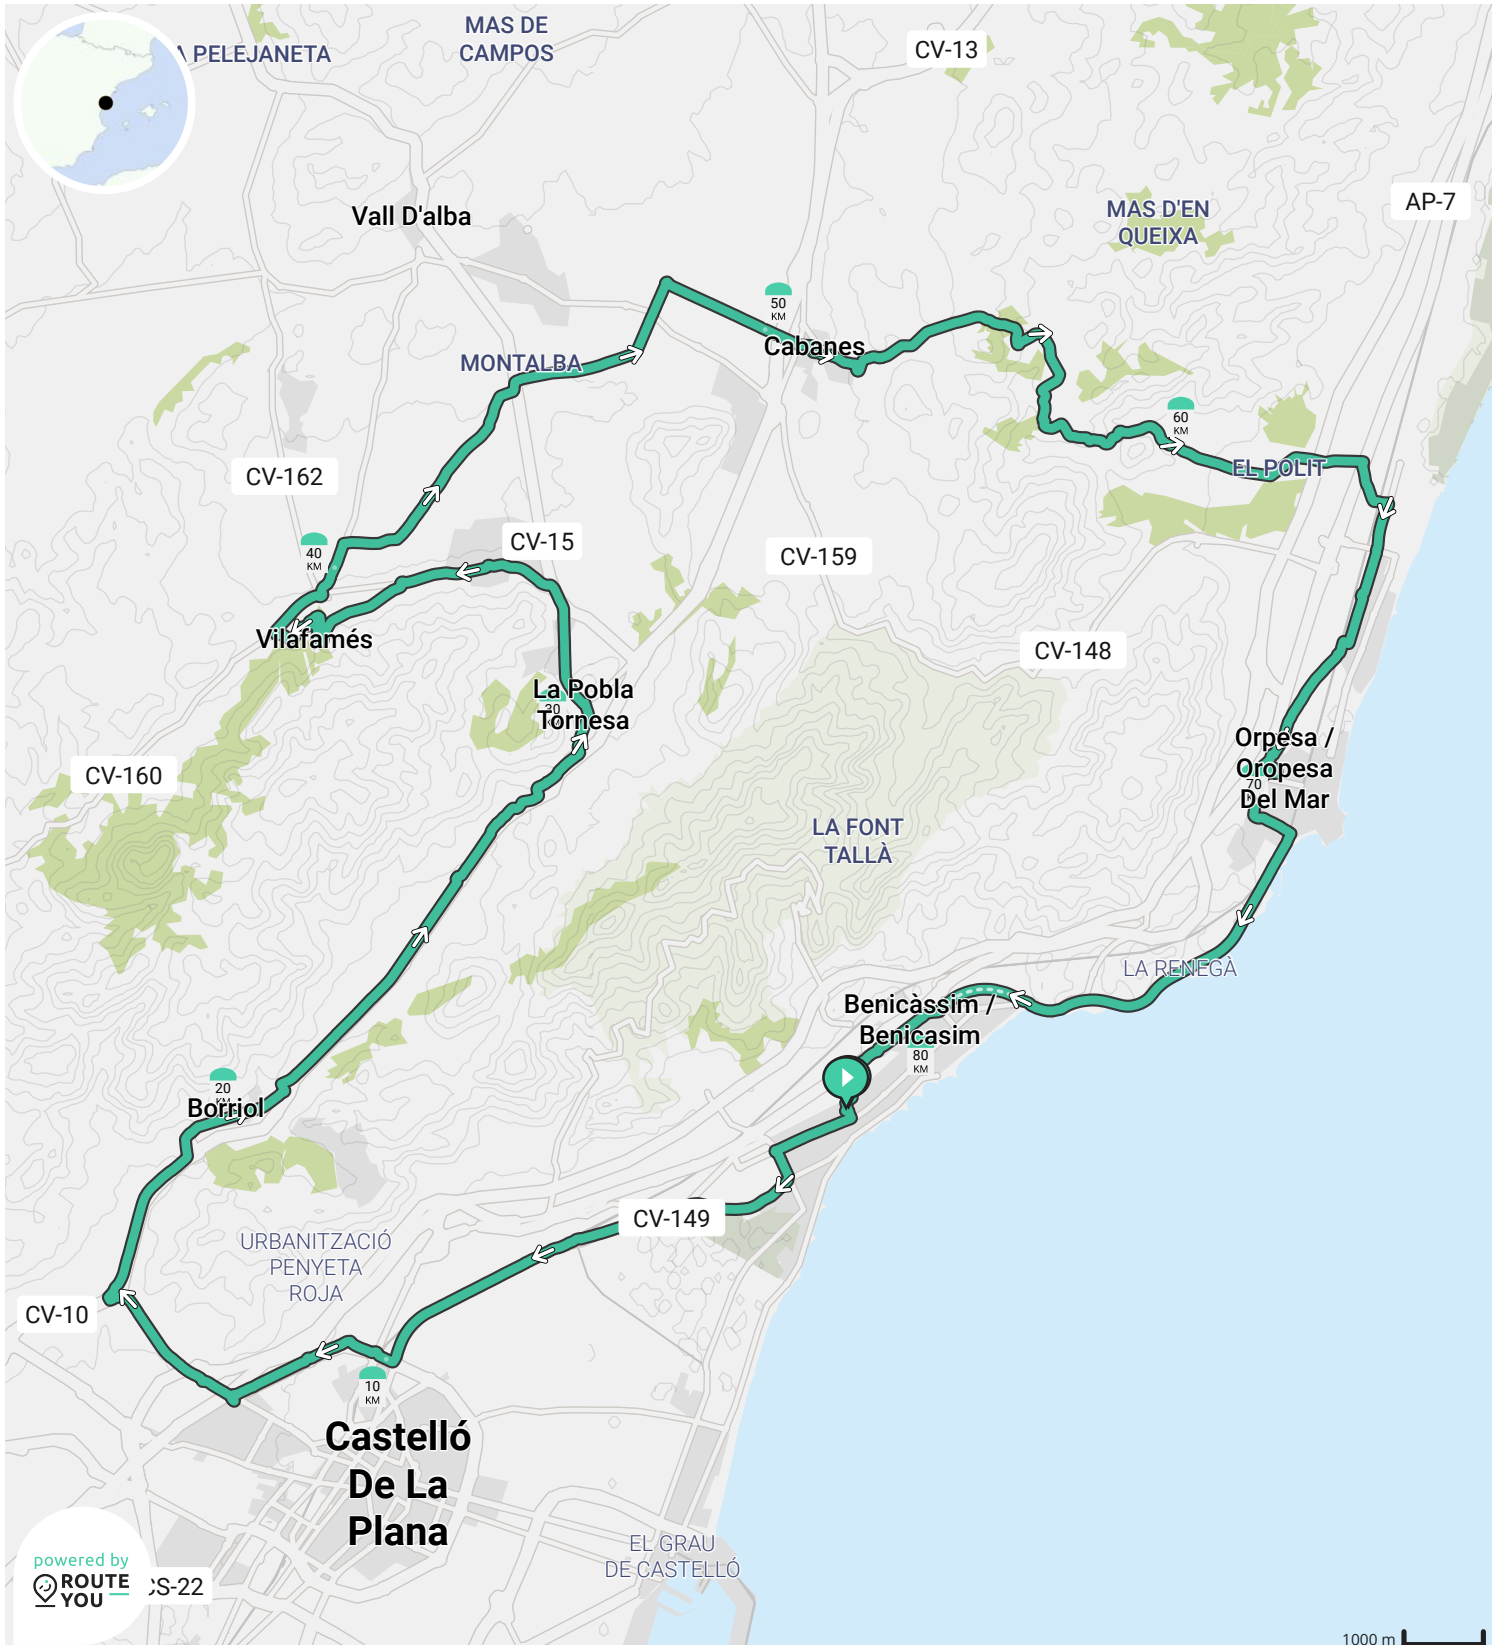 MAS DE
CAMPOS
PELEJANETA
CV-13
AP-7
MAS D'EN
QUEIXA
Vall D'alba
50
KM
Cabanes
MONTALBA
60
KM
EL POLIT
CV-162
40
KM
CV-15
CV-159
Vilafamés
CV-148
La Pobla
Tornesa
30
Orpesa /
Oropesa
Del Mar
70
CV-160
LA FONT
TALLÀ
LA RENEGÀ
Benicàssim /
Benicasim
80
KM
20
KM
Borriol
CV-149
URBANITZACIÓ
PENYETA
ROJA
CV-10
10
KM
Castelló
De La
Plana
EL GRAU
DE CASTELLÓ
powered by
ROUTE
YOU
CS-22
1000 m